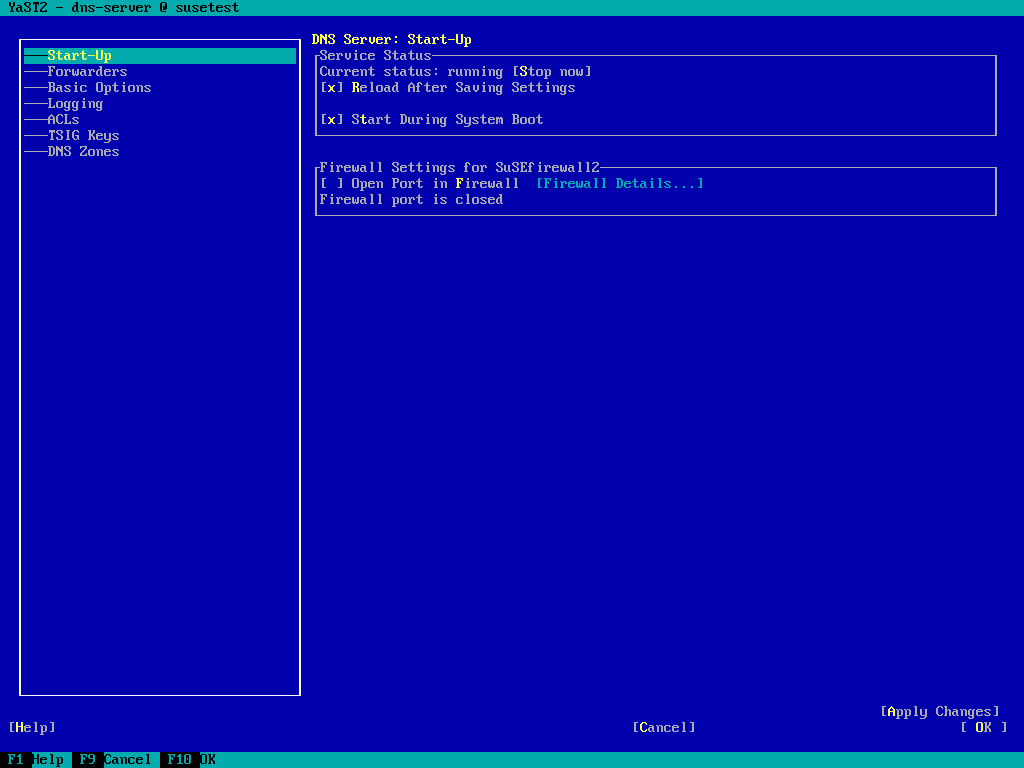 YaST2 - dns-server @ susetest
Start-Up
Forwarders
Basic Options
Logging
ACLs
TSIG Keys
DNS Zones
DNS Server: Start-Up
Service Status
Current status: running [Stop now]
[x] Reload After Saving Settings
[x] Start During System Boot
Firewall Settings for SuSEfirewall2
[ ] Open Port in Firewall [Firewall Details...]
Firewall port is closed
[Apply Changes]
[Help] [Cancel] [ OK ]
F1 Help F9 Cancel F10 OK